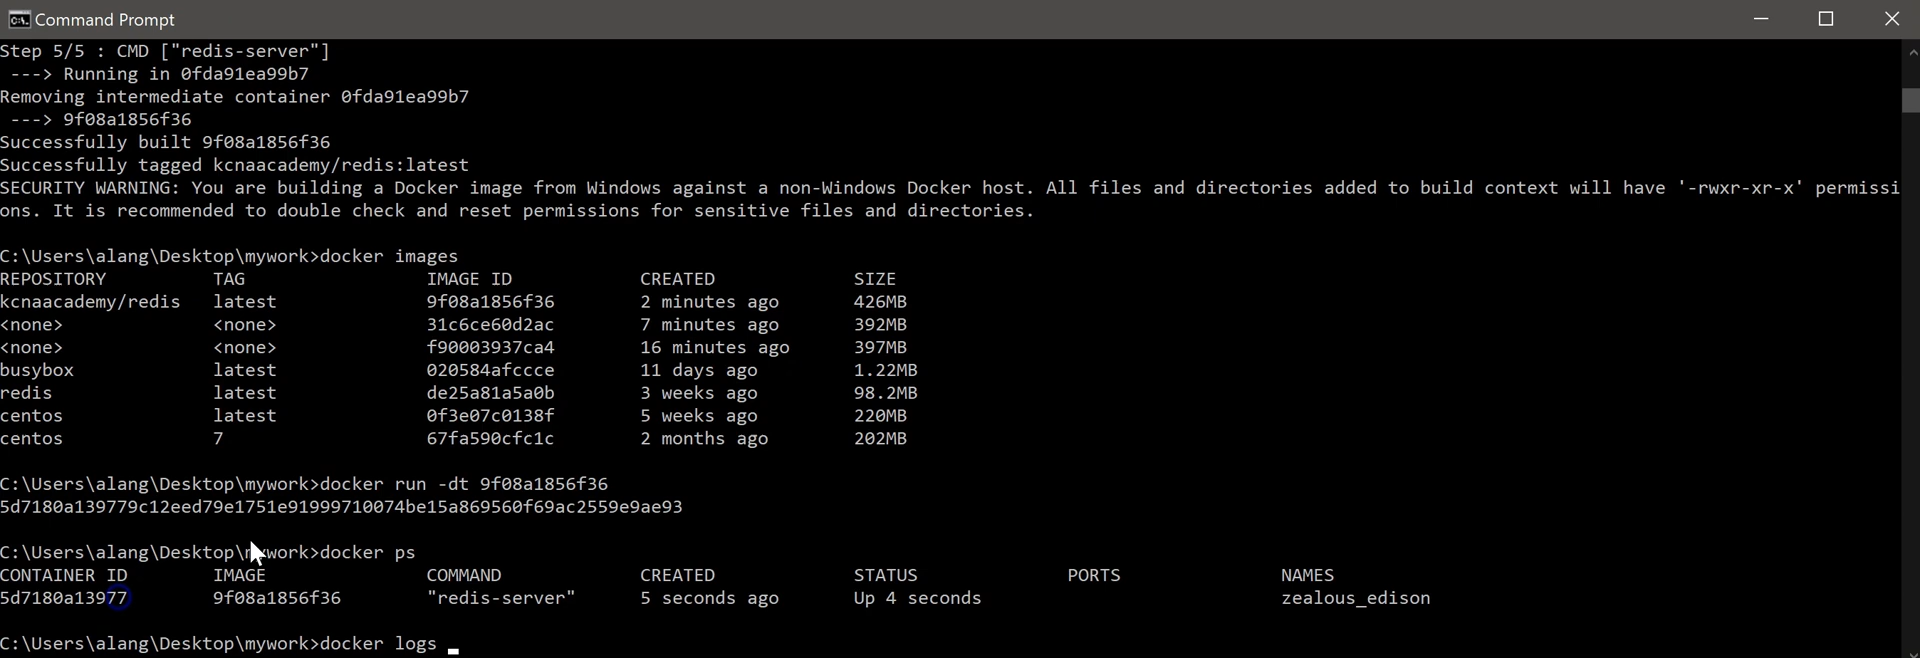 Command Prompt
Step 5/5 : CMD ["redis-server"]
 ---> Running in 0fda91ea99b7
Removing intermediate container 0fda91ea99b7
 ---> 9f08a1856f36
Successfully built 9f08a1856f36
Successfully tagged kcnaacademy/redis:latest
SECURITY WARNING: You are building a Docker image from Windows against a non-Windows Docker host. All files and directories added to build context will have '-rwxr-xr-x' permissi
ons. It is recommended to double check and reset permissions for sensitive files and directories.
C:\Users\alang\Desktop\mywork>docker images
REPOSITORY TAG IMAGE ID CREATED SIZE
kcnaacademy/redis latest 9f08a1856f36 2 minutes ago 426MB
<none> <none> 31c6ce60d2ac 7 minutes ago 392MB
<none> <none> f90003937ca4 16 minutes ago 397MB
busybox latest 020584afccce 11 days ago 1.22MB
redis latest de25a81a5a0b 3 weeks ago 98.2MB
centos latest 0f3e07c0138f 5 weeks ago 220MB
centos 7 67fa590cfc1c 2 months ago 202MB
C:\Users\alang\Desktop\mywork>docker run -dt 9f08a1856f36
5d7180a139779c12eed79e1751e91999710074be15a869560f69ac2559e9ae93
C:\Users\alang\Desktop\mywork>docker ps
CONTAINER ID IMAGE COMMAND CREATED STATUS PORTS NAMES
5d7180a13977 9f08a1856f36 "redis-server" 5 seconds ago Up 4 seconds zealous_edison
C:\Users\alang\Desktop\mywork>docker logs